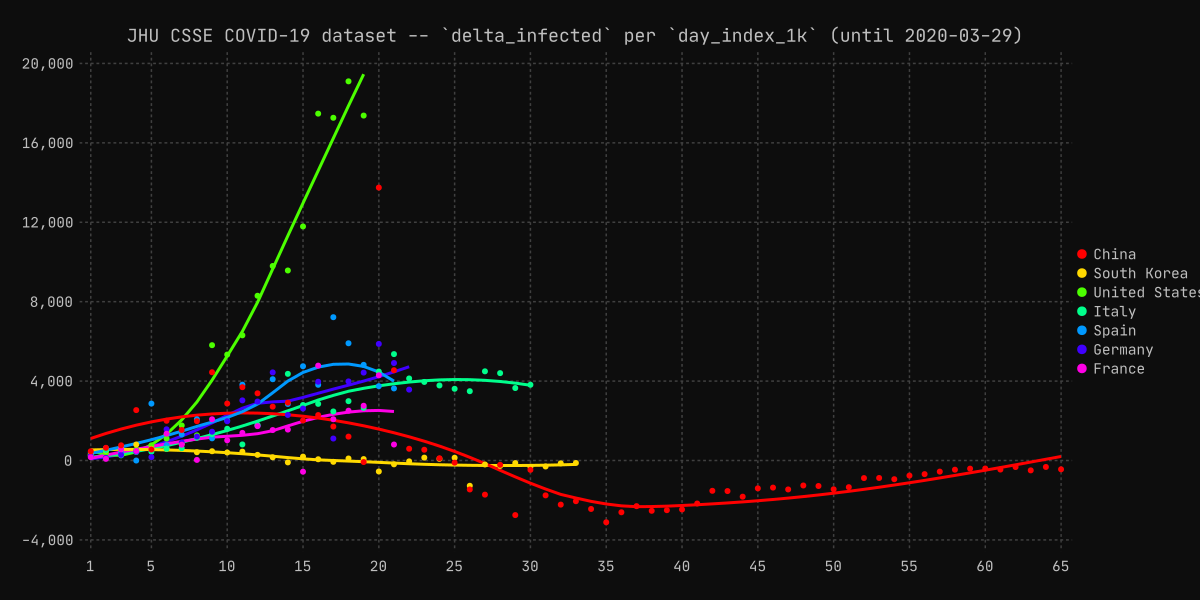 JHU CSSE COVID-19 dataset -- `delta_infected` per `day_index_1k` (until 2020-03-29)
20,000
16,000
12,000
8,000
4,000
0
−4,000
1 5 10 15 20 25 30 35 40 45 50 55 60 65
China
South Korea
United States
Italy
Spain
Germany
France